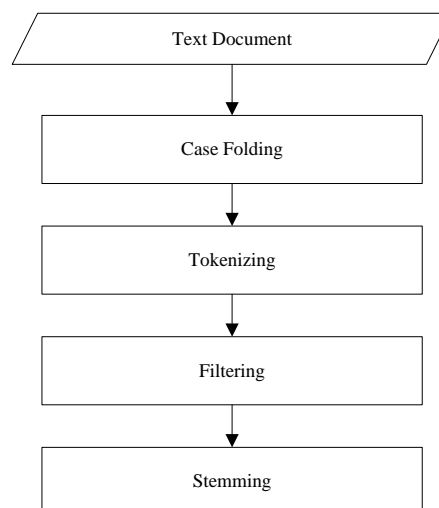 Text Document
Case Folding
Tokenizing
Filtering
Stemming